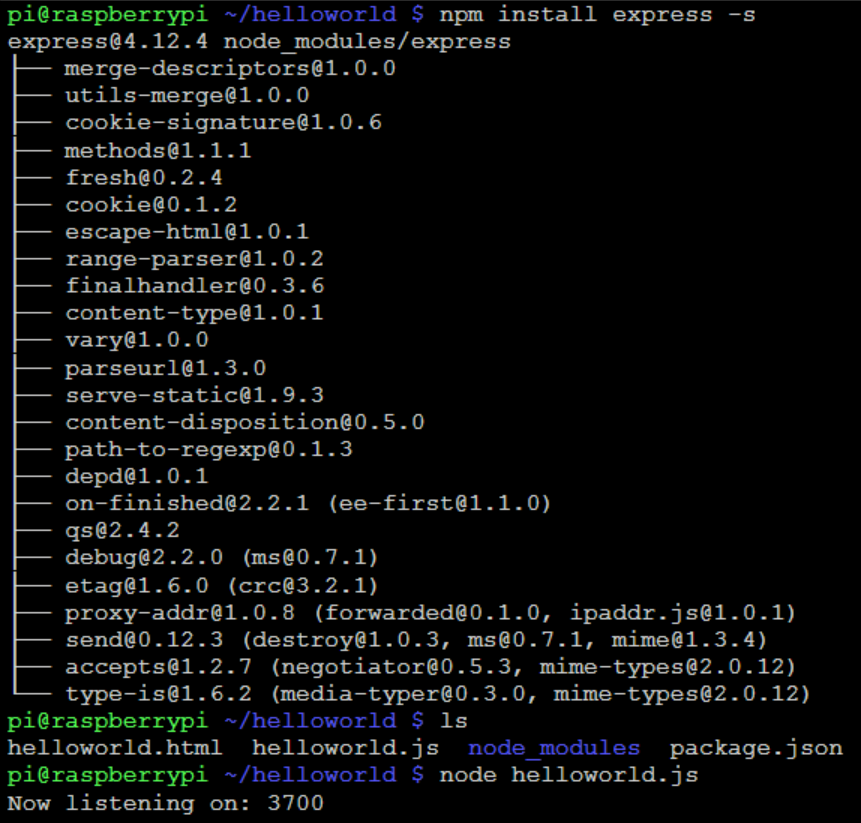 pi@raspberrypi ~/helloworld $ npm install express -s
express@4.12.4 node_modules/express
├── merge-descriptors@1.0.0
├── utils-merge@1.0.0
├── cookie-signature@1.0.6
├── methods@1.1.1
├── fresh@0.2.4
├── cookie@0.1.2
├── escape-html@1.0.1
├── range-parser@1.0.2
├── finalhandler@0.3.6
├── content-type@1.0.1
├── vary@1.0.0
├── parseurl@1.3.0
├── serve-static@1.9.3
├── content-disposition@0.5.0
├── path-to-regexp@0.1.3
├── depd@1.0.1
├── on-finished@2.2.1 (ee-first@1.1.0)
├── qs@2.4.2
├── debug@2.2.0 (ms@0.7.1)
├── etag@1.6.0 (crc@3.2.1)
├── proxy-addr@1.0.8 (forwarded@0.1.0, ipaddr.js@1.0.1)
├── send@0.12.3 (destroy@1.0.3, ms@0.7.1, mime@1.3.4)
├── accepts@1.2.7 (negotiator@0.5.3, mime-types@2.0.12)
└── type-is@1.6.2 (media-typer@0.3.0, mime-types@2.0.12)
pi@raspberrypi ~/helloworld $ ls
helloworld.html  helloworld.js  node_modules  package.json
pi@raspberrypi ~/helloworld $ node helloworld.js
Now listening on: 3700